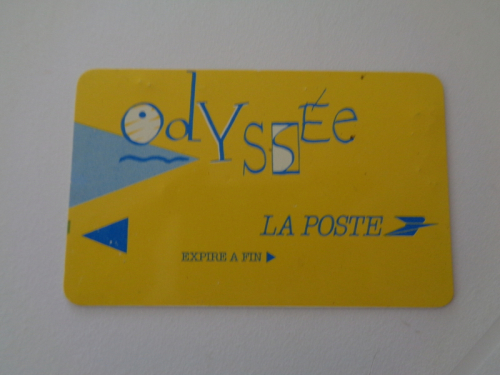 OdYSSÉe
LA POSTE
EXPIRE A FIN